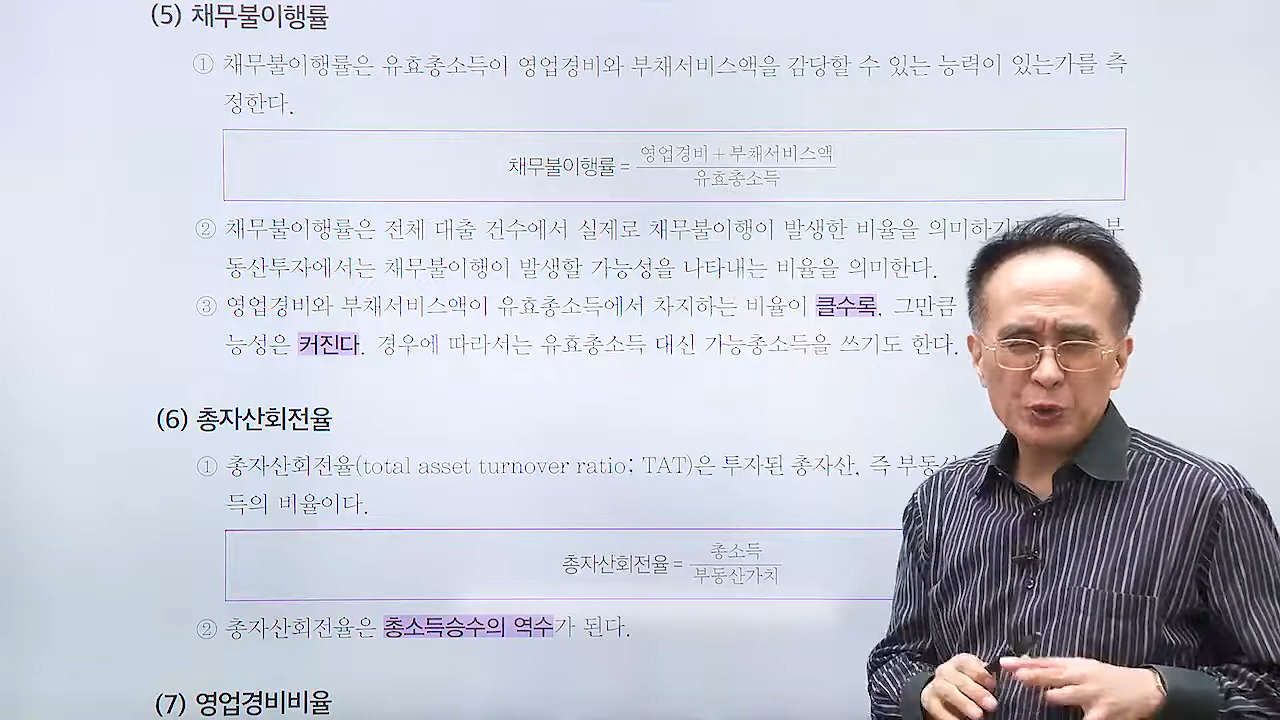 (5) 채무불이행률
① 채무불이행률은 유효총소득이 영업경비와 부채서비스액을 감당할 수 있는 능력이 있는가를 측
정한다.
채무불이행률 = 영업경비 + 부채서비스액
유효총소득
② 채무불이행률은 전체 대출 건수에서 실제로 채무불이행이 발생한 비율을 의미하기도 부
동산투자에서는 채무불이행이 발생할 가능성을 나타내는 비율을 의미한다.
③ 영업경비와 부채서비스액이 유효총소득에서 차지하는 비율이 클수록, 그만큼
능성은 커진다. 경우에 따라서는 유효총소득 대신 가능총소득을 쓰기도 한다.
(6) 총자산회전율
① 총자산회전율(total asset turnover ratio: TAT)은 투자된 총자산, 즉
득의 비율이다.
총자산회전율 = 총소득
부동산가치
② 총자산회전율은 총소득승수의 역수가 된다.
(7) 영업경비비율